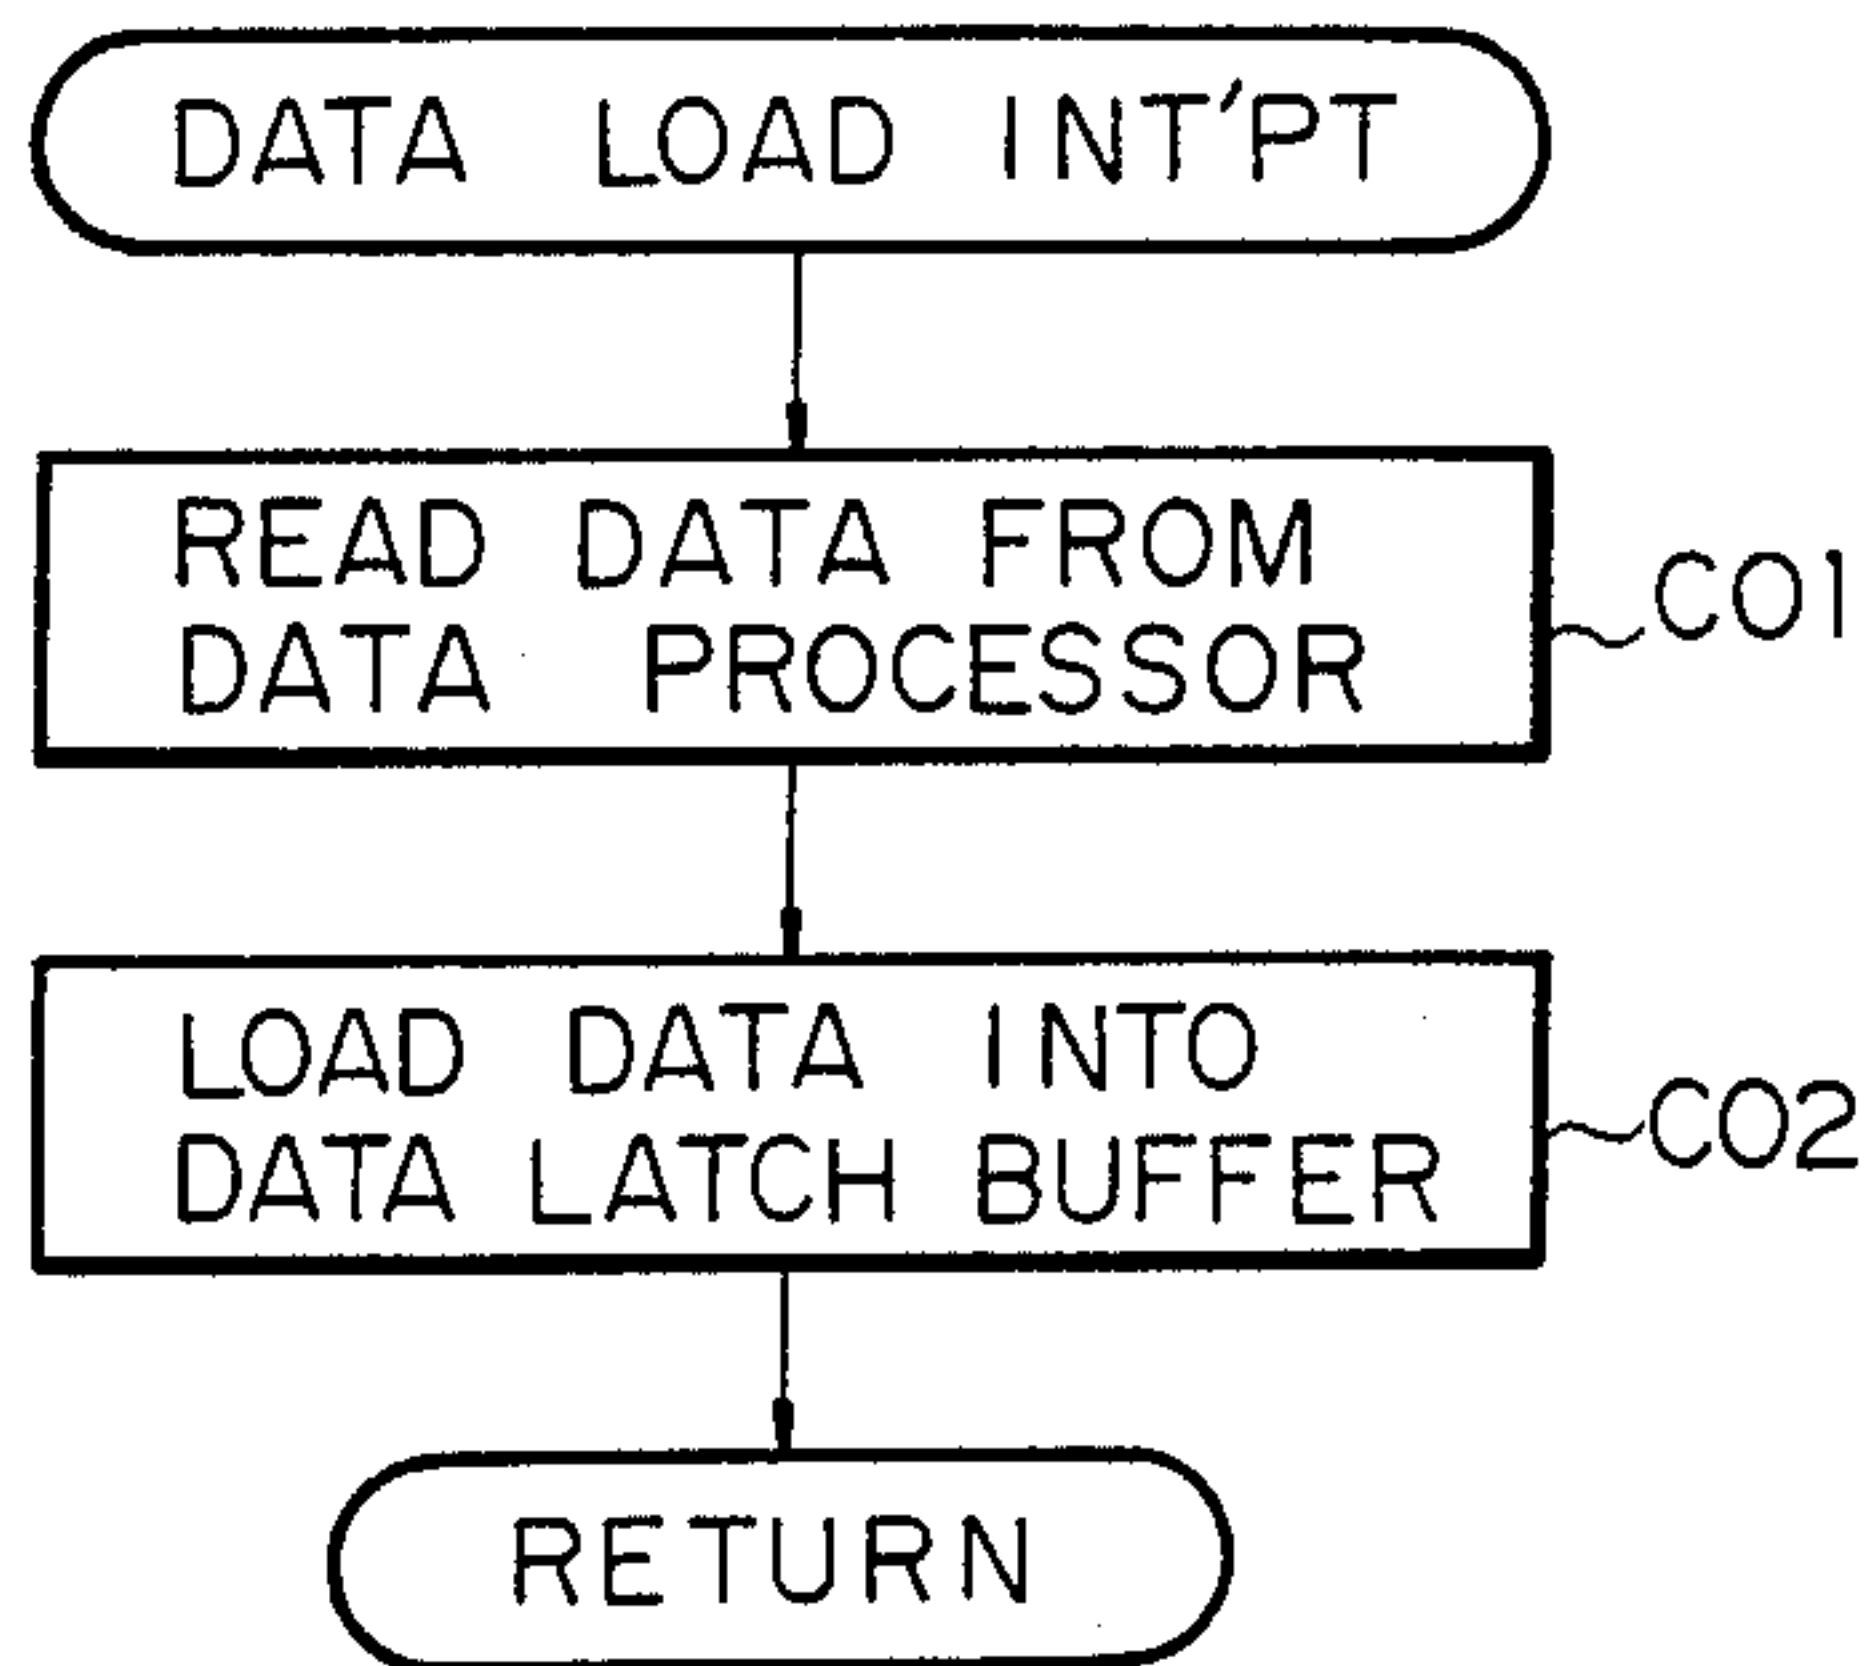 DATA LOAD INT'PT
READ DATA FROM
DATA PROCESSOR
C01
LOAD DATA INTO
DATA LATCH BUFFER
C02
RETURN